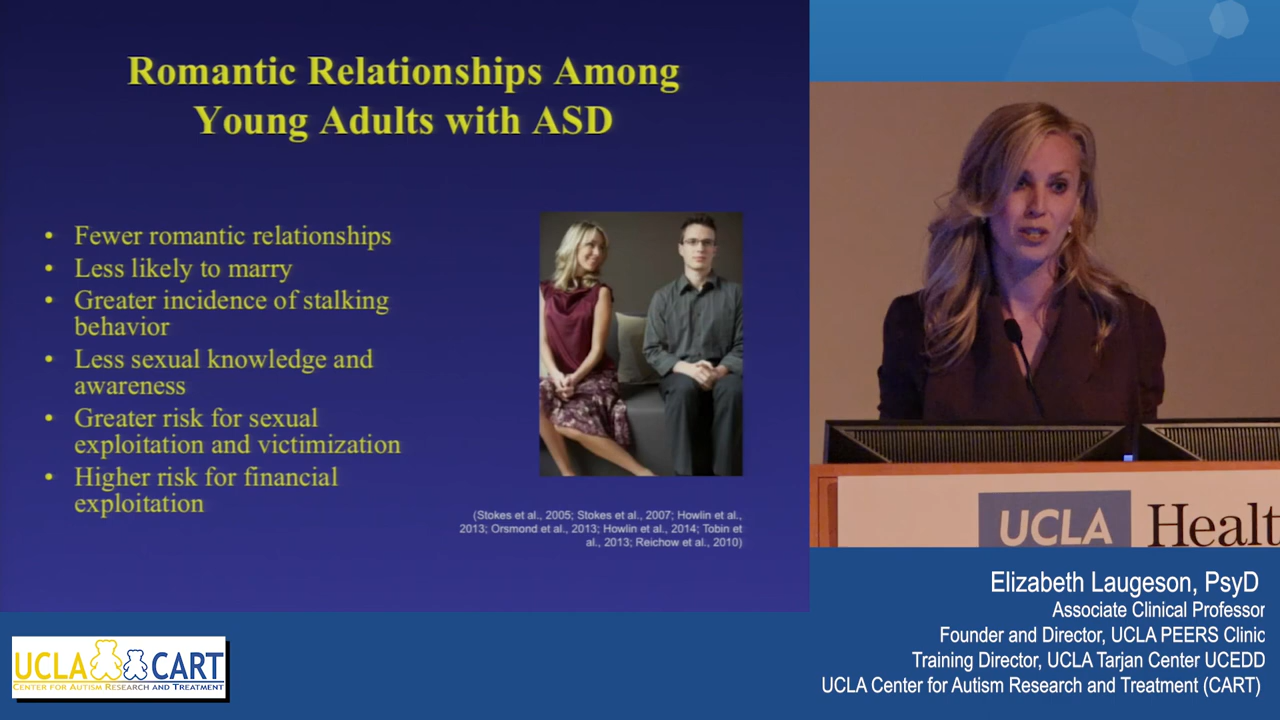 Romantic Relationships Among
Young Adults with ASD
• Fewer romantic relationships
• Less likely to marry
• Greater incidence of stalking
behavior
• Less sexual knowledge and
awareness
• Greater risk for sexual
exploitation and victimization
• Higher risk for financial
exploitation
(Stokes et al., 2005; Stokes et al., 2007; Howlin et al.,
2013; Orsmond et al., 2013; Howlin et al., 2014; Tobin et
al., 2013; Reichow et al., 2010)
UCLA Healt
Elizabeth Laugeson, PsyD
Associate Clinical Professor
Founder and Director, UCLA PEERS Clinic
Training Director, UCLA Tarjan Center UCEDD
UCLA Center for Autism Research and Treatment (CART)
UCLA CART
CENTER FOR AUTISM RESEARCH AND TREATMENT